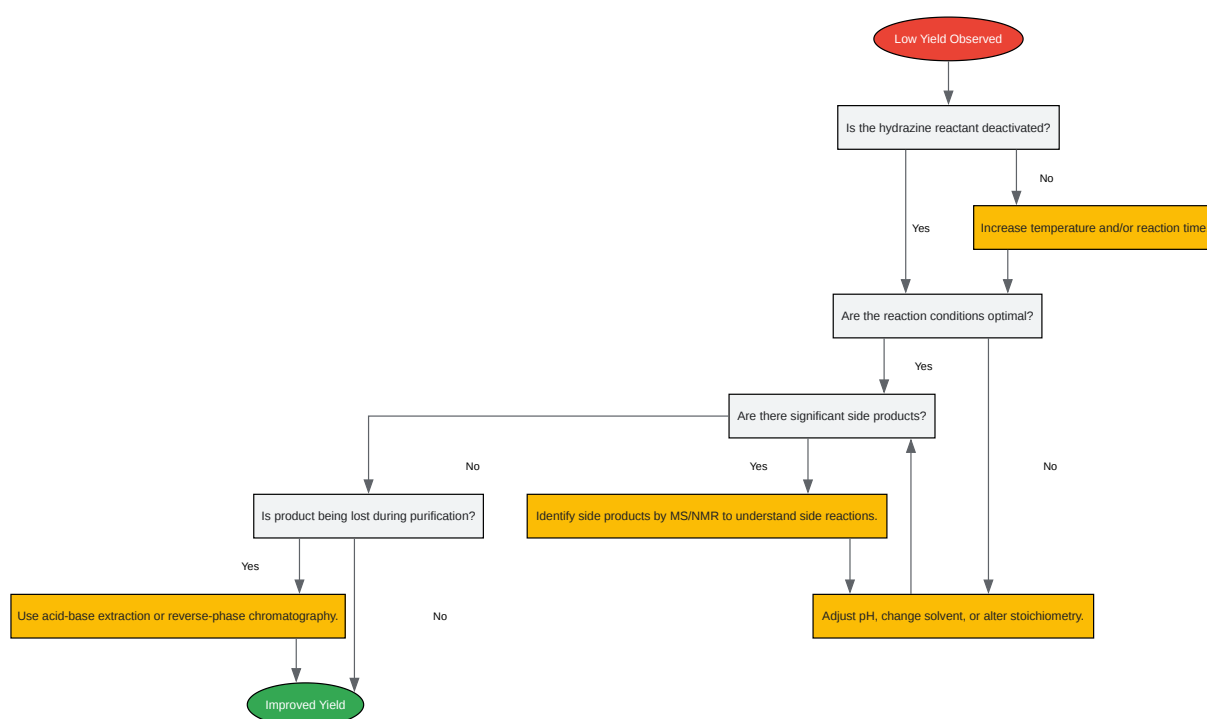 Low Yield Observed
Is the hydrazine reactant deactivated?
No
Increase temperature and/or reaction time
Yes
Are the reaction conditions optimal?
Yes
Are there significant side products?
No
Yes
No
Is product being lost during purification?
Identify side products by MS/NMR to understand side reactions.
Yes
Use acid-base extraction or reverse-phase chromatography.
No
Adjust pH, change solvent, or alter stoichiometry.
Improved Yield